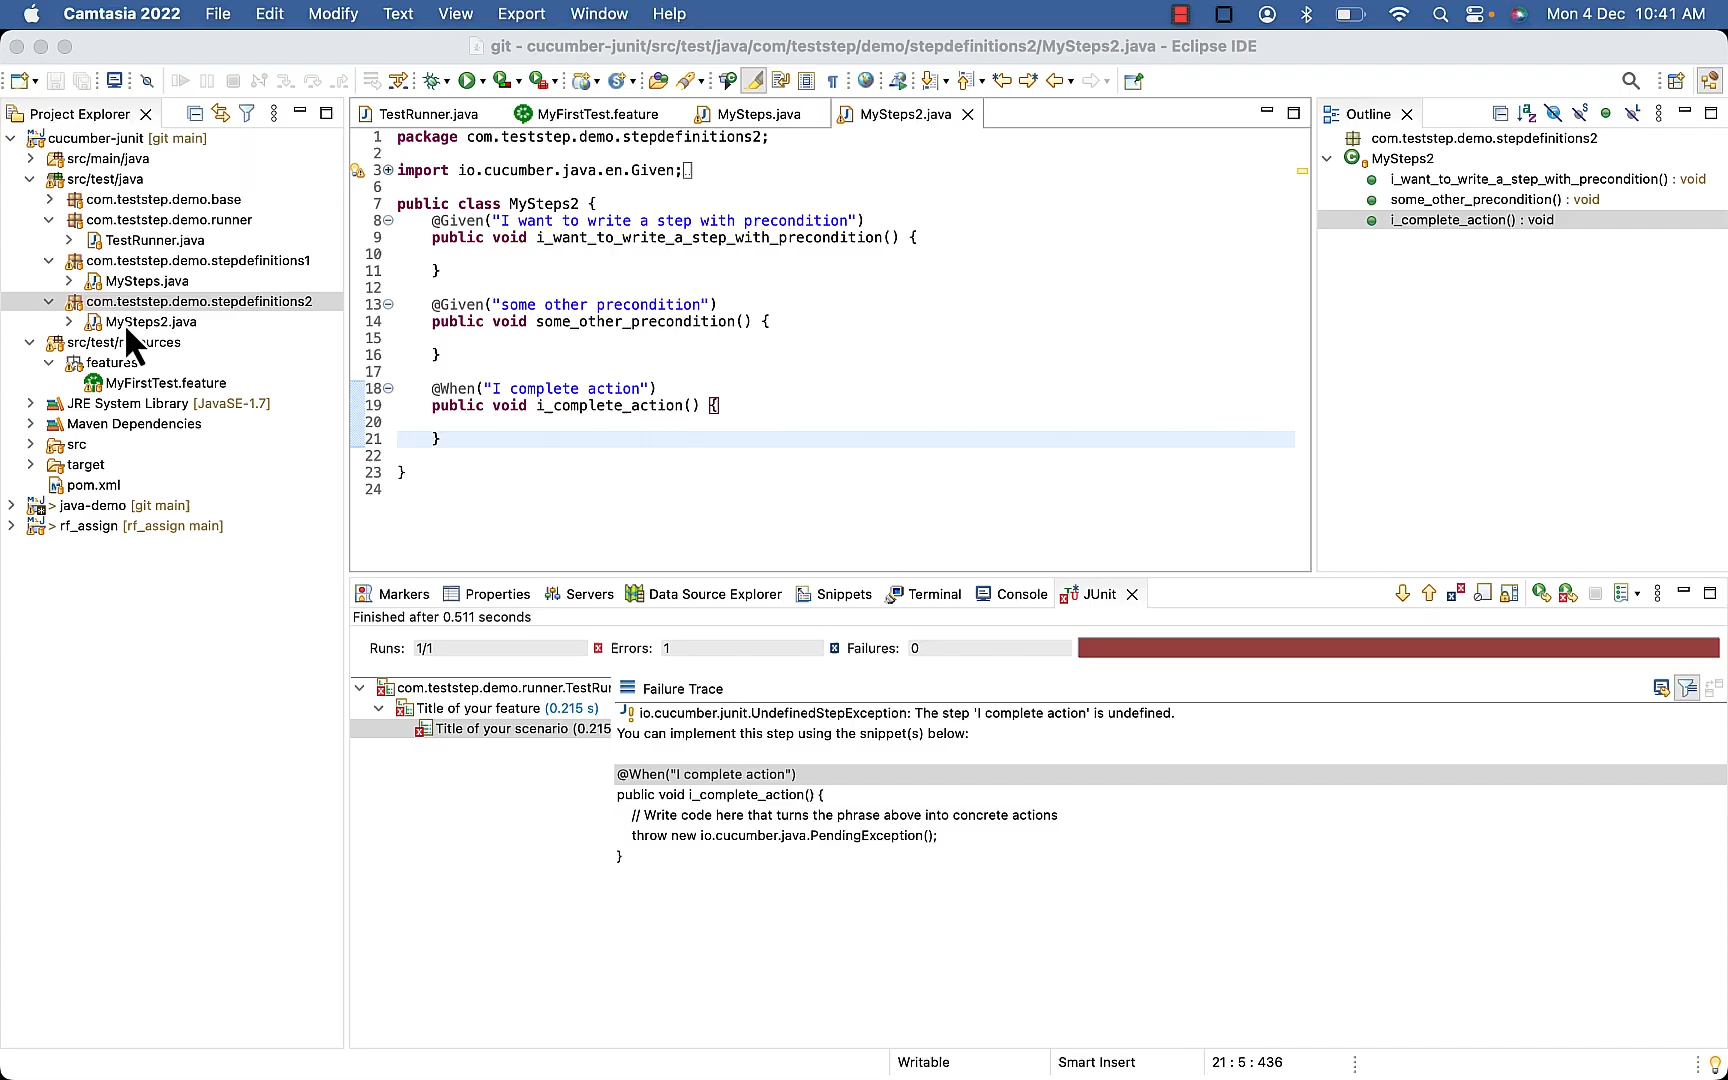 Camtasia 2022 File Edit Modify Text View Export Window Help Mon 4 Dec 10:41 AM
git - cucumber-junit/src/test/java/com/teststep/demo/stepdefinitions2/MySteps2.java - Eclipse IDE
Project Explorer
cucumber-junit [git main]
src/main/java
src/test/java
com.teststep.demo.base
com.teststep.demo.runner
TestRunner.java
com.teststep.demo.stepdefinitions1
MySteps.java
com.teststep.demo.stepdefinitions2
MySteps2.java
features
MyFirstTest.feature
JRE System Library [JavaSE-1.7]
Maven Dependencies
src
target
pom.xml
> java-demo [git main]
> rf_assign [rf_assign main]
TestRunner.java MyFirstTest.feature MySteps.java MySteps2.java
1 package com.teststep.demo.stepdefinitions2;
2
3 import io.cucumber.java.en.Given;
6
7 public class MySteps2 {
8 @Given("I want to write a step with precondition")
9 public void i_want_to_write_a_step_with_precondition() {
10
11 }
12
13 @Given("some other precondition")
14 public void some_other_precondition() {
15
16 }
17
18 @When("I complete action")
19 public void i_complete_action() {
20
21 }
22
23 }
24
Outline
com.teststep.demo.stepdefinitions2
MySteps2
i_want_to_write_a_step_with_precondition() : void
some_other_precondition() : void
i_complete_action() : void
Markers Properties Servers Data Source Explorer Snippets Terminal Console JUnit
Finished after 0.511 seconds
Runs: 1/1 Errors: 1 Failures: 0
com.teststep.demo.runner.TestRu
Title of your feature (0.215 s)
Title of your scenario (0.215
Failure Trace
io.cucumber.junit.UndefinedStepException: The step 'I complete action' is undefined.
You can implement this step using the snippet(s) below:
@When("I complete action")
public void i_complete_action() {
// Write code here that turns the phrase above into concrete actions
throw new io.cucumber.java.PendingException();
}
Writable Smart Insert 21 : 5 : 436